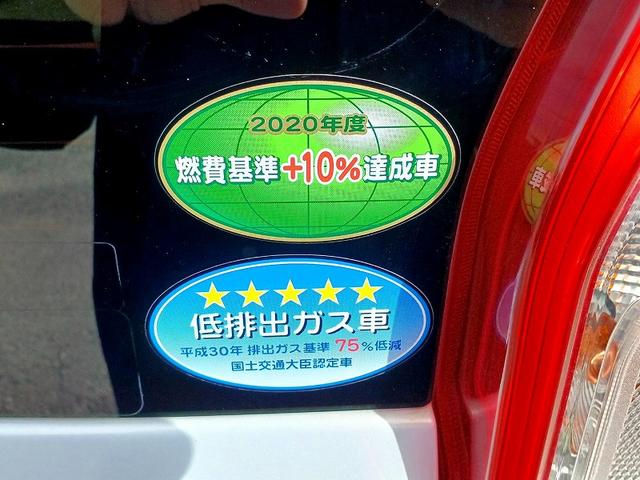 2020年度
燃費基準+10%達成車
★★★★★
低排出ガス車
平成30年 排出ガス基準 75%低減
国土交通大臣認定車
車